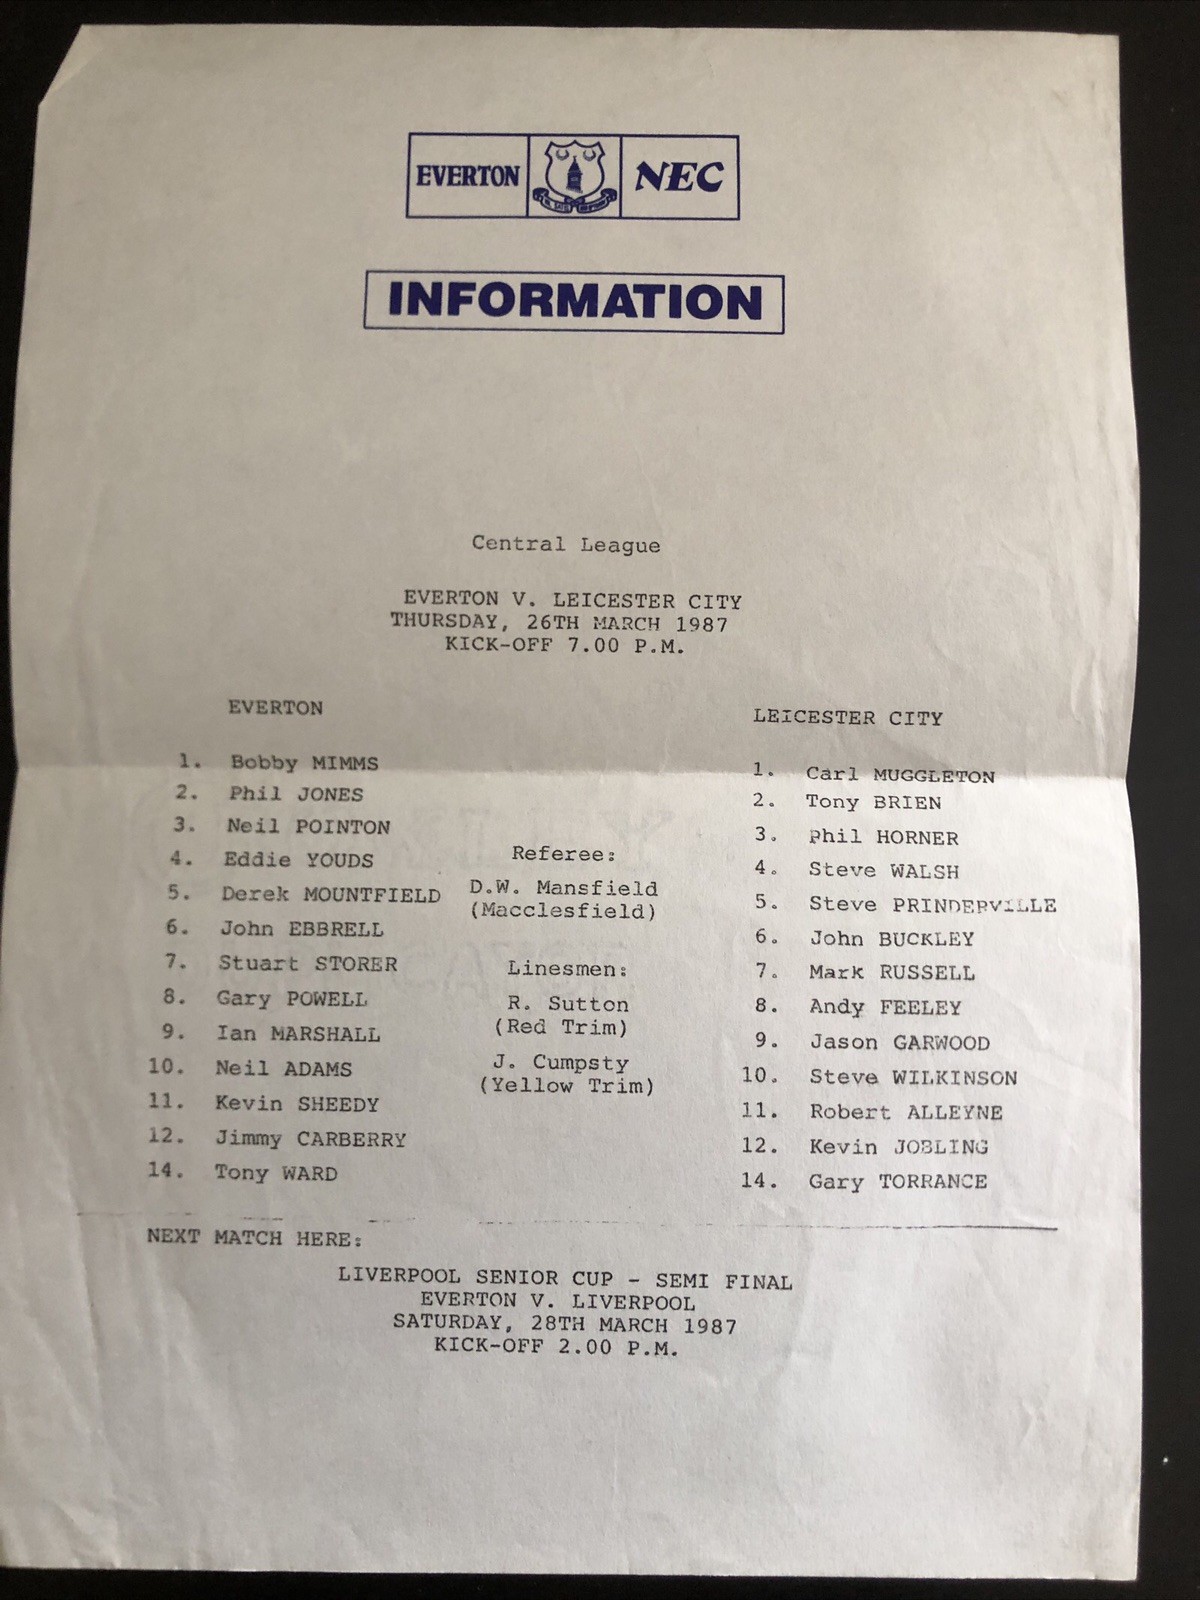 EVERTON NEC
INFORMATION
Central League
EVERTON V. LEICESTER CITY
THURSDAY, 26TH MARCH 1987
KICK-OFF 7.00 P.M.
EVERTON
1. Bobby MIMMS
2. Phil JONES
3. Neil POINTON
4. Eddie YOUDS
5. Derek MOUNTFIELD
6. John EBBRELL
7. Stuart STORER
8. Gary POWELL
9. Ian MARSHALL
10. Neil ADAMS
11. Kevin SHEEDY
12. Jimmy CARBERRY
14. Tony WARD
Referee:
D.W. Mansfield
(Macclesfield)
Linesmen:
R. Sutton
(Red Trim)
J. Cumpsty
(Yellow Trim)
LEICESTER CITY
1. Carl MUGGLETON
2. Tony BRIEN
3. Phil HORNER
4. Steve WALSH
5. Steve PRINDERVILLE
6. John BUCKLEY
7. Mark RUSSELL
8. Andy FEELEY
9. Jason GARWOOD
10. Steve WILKINSON
11. Robert ALLEYNE
12. Kevin JOBLING
14. Gary TORRANCE
NEXT MATCH HERE:
LIVERPOOL SENIOR CUP - SEMI FINAL
EVERTON V. LIVERPOOL
SATURDAY, 28TH MARCH 1987
KICK-OFF 2.00 P.M.